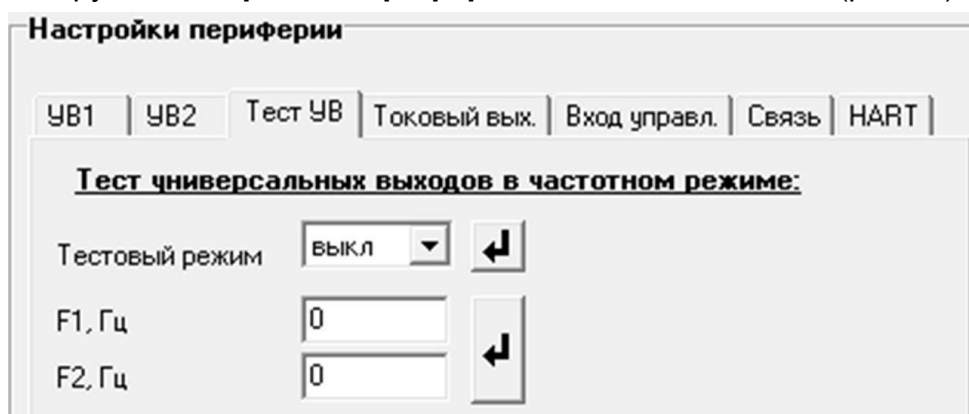 Настройки периферии
УВ1 УВ2 Тест УВ Токовый вых. Вход управл. Связь HART
Тест универсальных выходов в частотном режиме:
Тестовый режим выкл
F1, Гц 0
F2, Гц 0